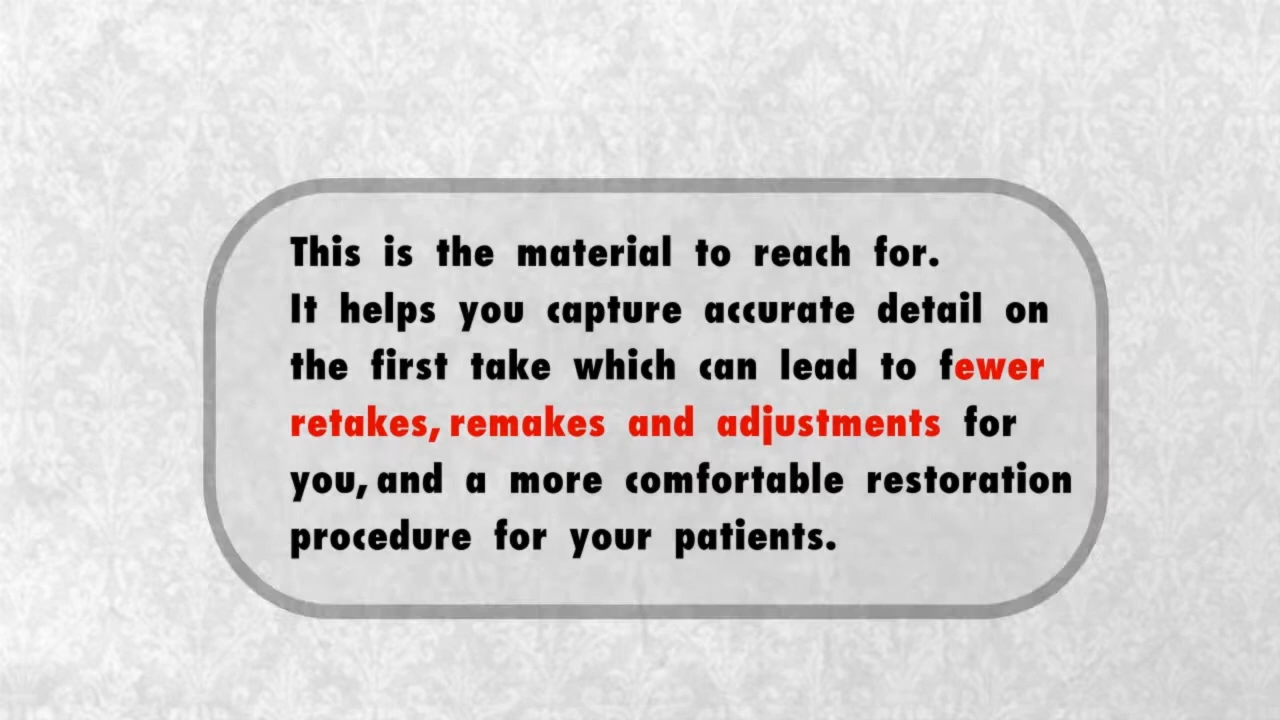 This is the material to reach for.
It helps you capture accurate detail on
the first take which can lead to fewer
retakes, remakes and adjustments for
you, and a more comfortable restoration
procedure for your patients.